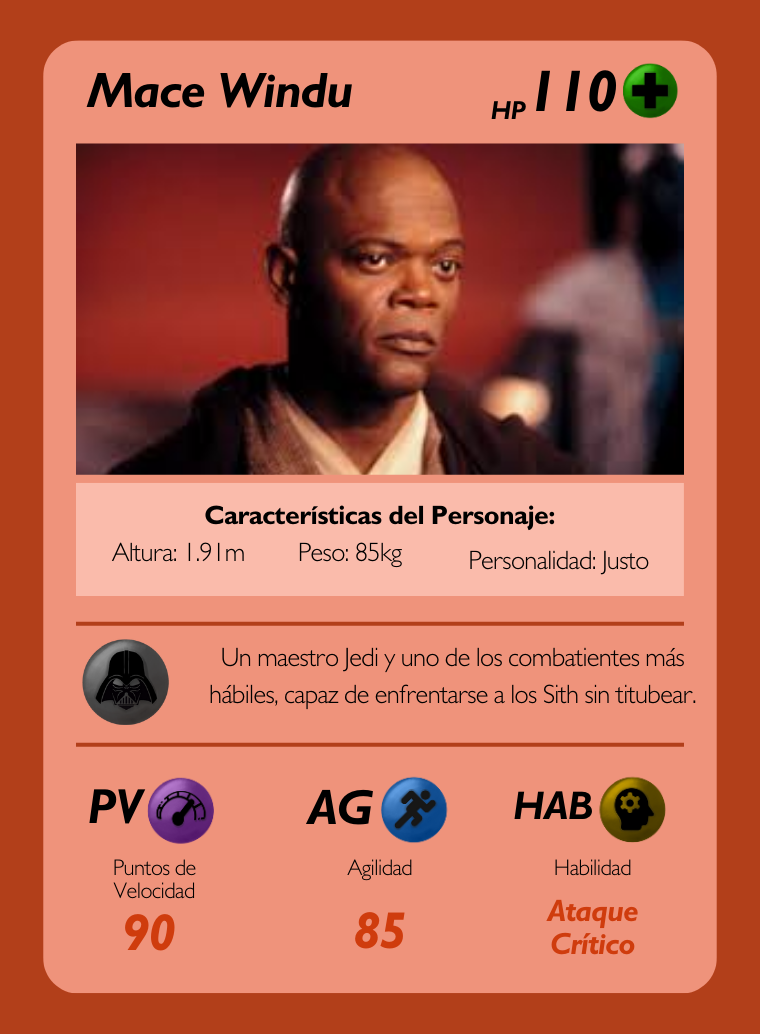 Mace Windu
HP 110
Características del Personaje:
Altura: 1.91m Peso: 85kg Personalidad: Justo
Un maestro Jedi y uno de los combatientes más
hábiles, capaz de enfrentarse a los Sith sin titubear.
PV AG HAB
Puntos de
Velocidad
Agilidad
Habilidad
90
85
Ataque
Crítico